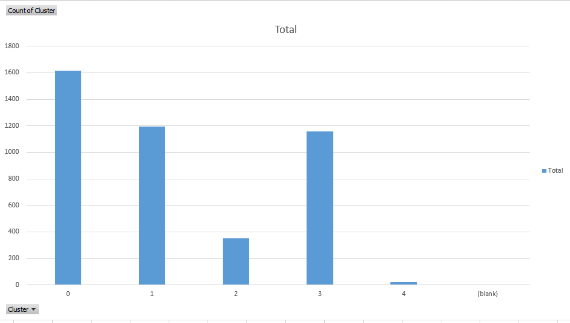 Count of Cluster
Total
1800
1600
1400
1200
1000
800
600
400
200
0
0 1 2 3 4 (blank)
Total
Cluster